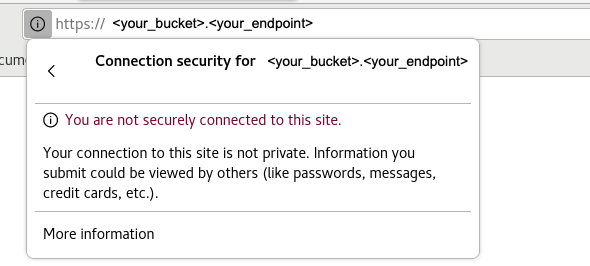 https:// <your_bucket>.<your_endpoint>
cume
Connection security for <your_bucket>.<your_endpoint>
You are not securely connected to this site.
Your connection to this site is not private. Information you
submit could be viewed by others (like passwords, messages,
credit cards, etc.).
More information